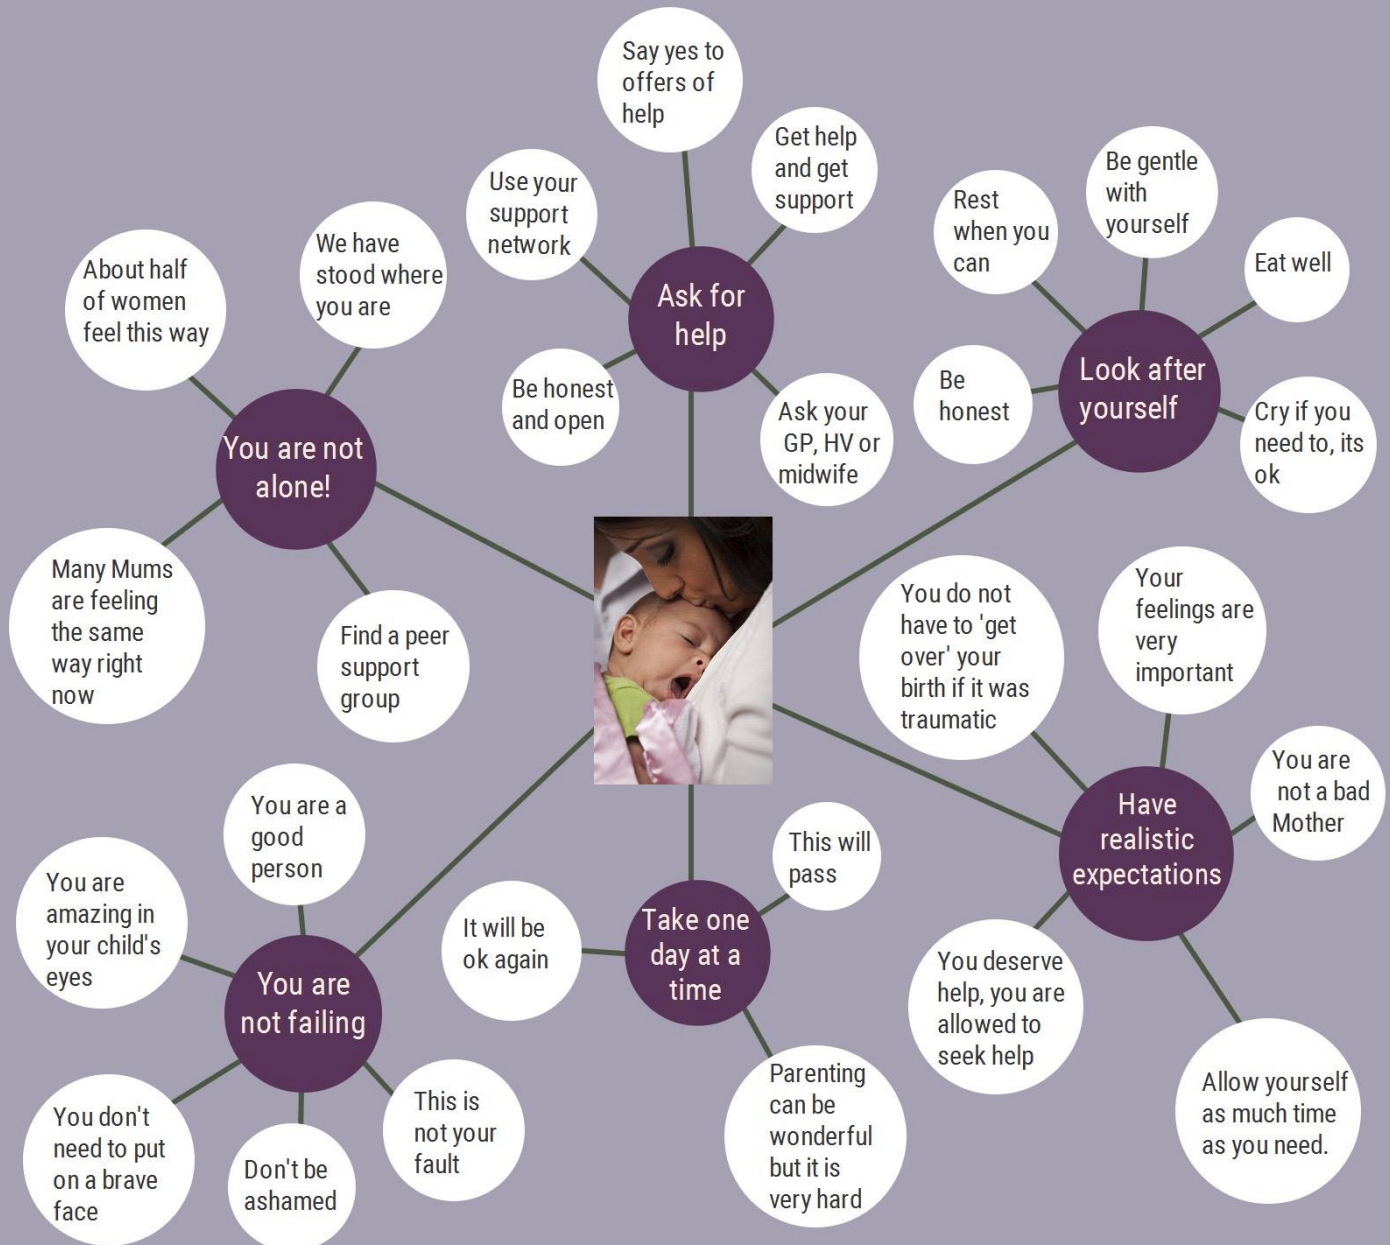 Say yes to
offers of
help
Get help
and get
support
Use your
support
network
Ask for
help
Be honest
and open
Ask your
GP, HV or
midwife
Rest
when you
can
Be gentle
with
yourself
Eat well
Look after
yourself
Be
honest
Cry if you
need to, its
ok
About half
of women
feel this way
We have
stood where
you are
You are not
alone!
Many Mums
are feeling
the same
way right
now
Find a peer
support
group
You do not
have to 'get
over' your
birth if it was
traumatic
Your
feelings are
very
important
You are
not a bad
Mother
Have
realistic
expectations
You deserve
help, you are
allowed to
seek help
Allow yourself
as much time
as you need.
You are a
good
person
You are
amazing in
your child's
eyes
You are
not failing
You don't
need to put
on a brave
face
Don't be
ashamed
This is
not your
fault
This will
pass
It will be
ok again
Take one
day at a
time
Parenting
can be
wonderful
but it is
very hard